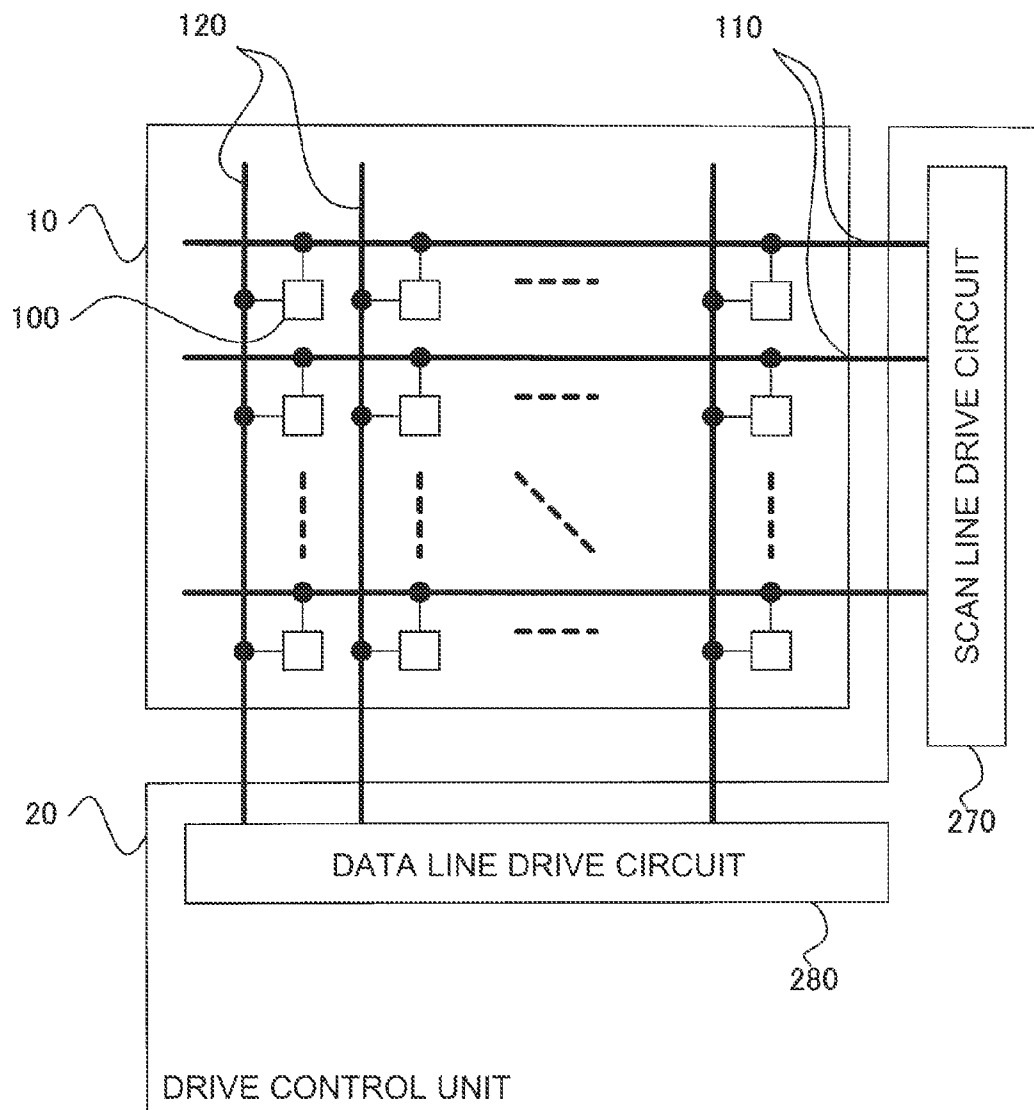 120
110
10
100
SCAN LINE DRIVE CIRCUIT
20
270
DATA LINE DRIVE CIRCUIT
280
DRIVE CONTROL UNIT